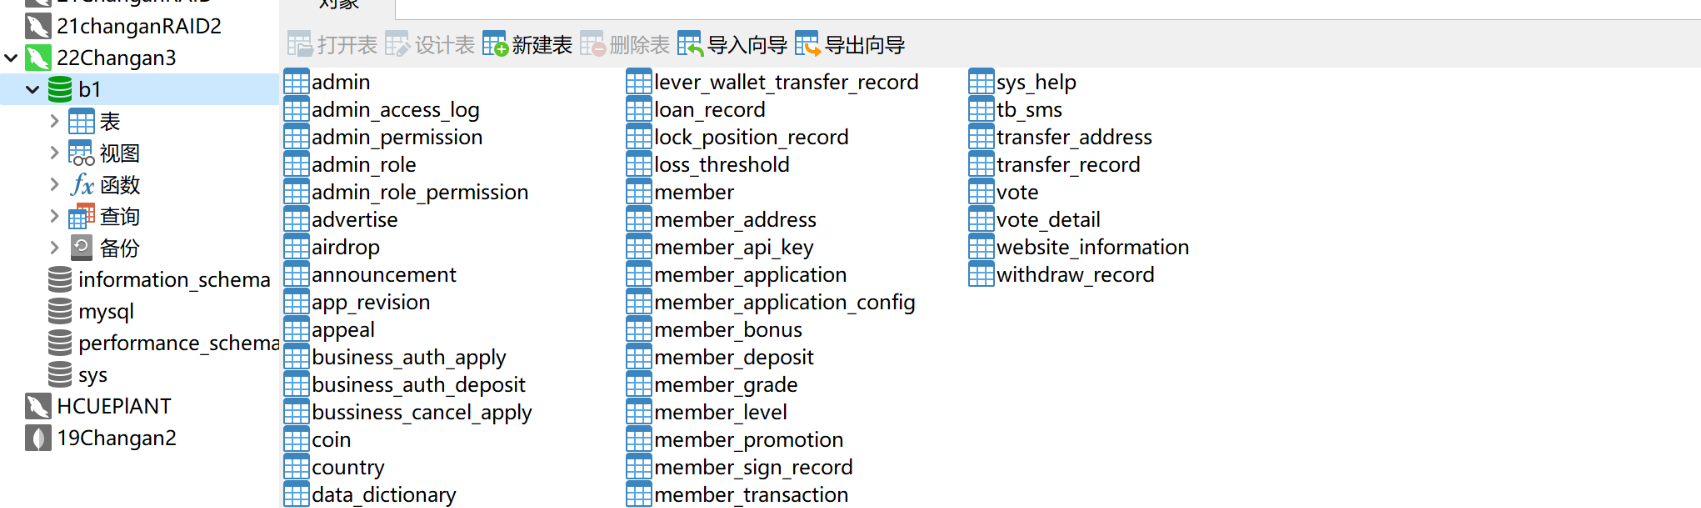 21changanRAID
21changanRAID2
22Changan3
b1
表
视图
函数
查询
备份
information_schema
mysql
performance_schema
sys
HCUEPlANT
19Changan2
对象
打开表 设计表 新建表 删除表 导入向导 导出向导
admin
admin_access_log
admin_permission
admin_role
admin_role_permission
advertise
airdrop
announcement
app_revision
appeal
business_auth_apply
business_auth_deposit
bussiness_cancel_apply
coin
country
data_dictionary
lever_wallet_transfer_record
loan_record
lock_position_record
loss_threshold
member
member_address
member_api_key
member_application
member_application_config
member_bonus
member_deposit
member_grade
member_level
member_promotion
member_sign_record
member_transaction
sys_help
tb_sms
transfer_address
transfer_record
vote
vote_detail
website_information
withdraw_record